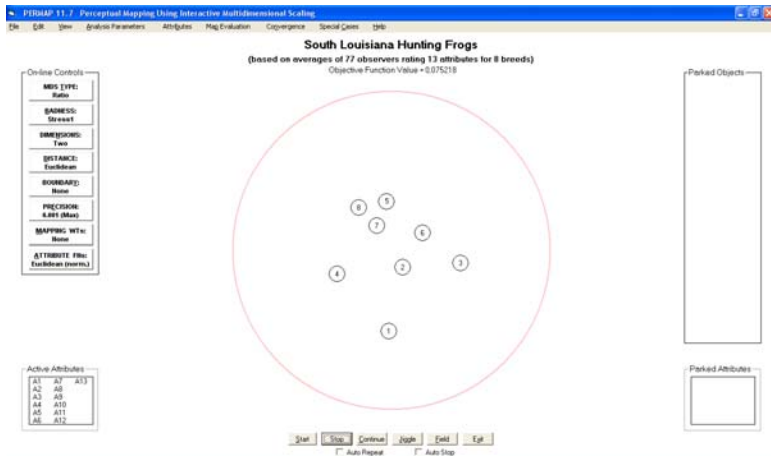 PERMAP 11.7 Perceptual Mapping Using Interactive Multidimensional Scaling
File Edit View Analysis Parameters Attributes Map Evaluation Convergence Special Cases Help
South Louisiana Hunting Frogs
(based on averages of 77 observers rating 13 attributes for 8 breeds)
Objective Function Value = 0.075218
On-line Controls
MDS TYPE:
Ratio
BADNESS:
Stress1
DIMENSIONS:
Two
DISTANCE:
Euclidean
BOUNDARY:
None
PRECISION:
0.001 (Max)
MAPPING WTs:
None
ATTRIBUTE FNs:
Euclidean (norm.)
Parked Objects
8 5
7
6
4 2 3
1
Active Attributes
A1 A7 A13
A2 A8
A3 A9
A4 A10
A5 A11
A6 A12
Parked Attributes
Start Stop Continue Jiggle Field Exit
Auto Repeat Auto Stop